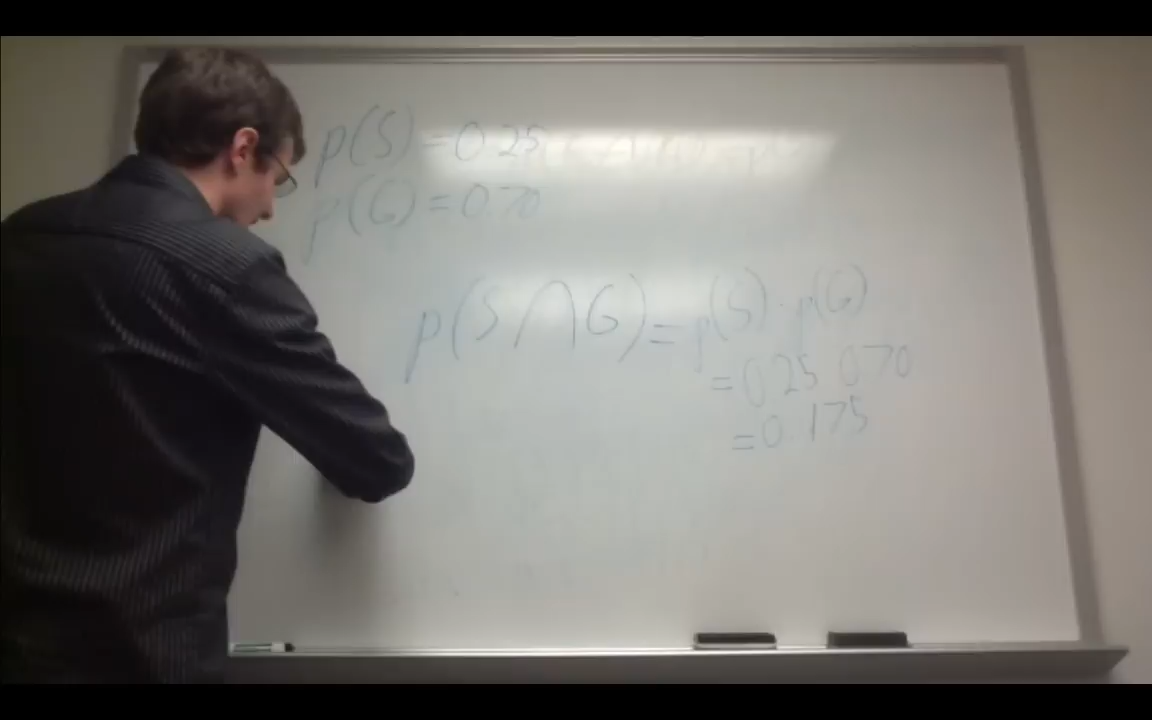 p(S) = 0.25
p(G) = 0.70
p(S ∩ G) = p(S) · p(G)
= 0.25 0.70
= 0.175